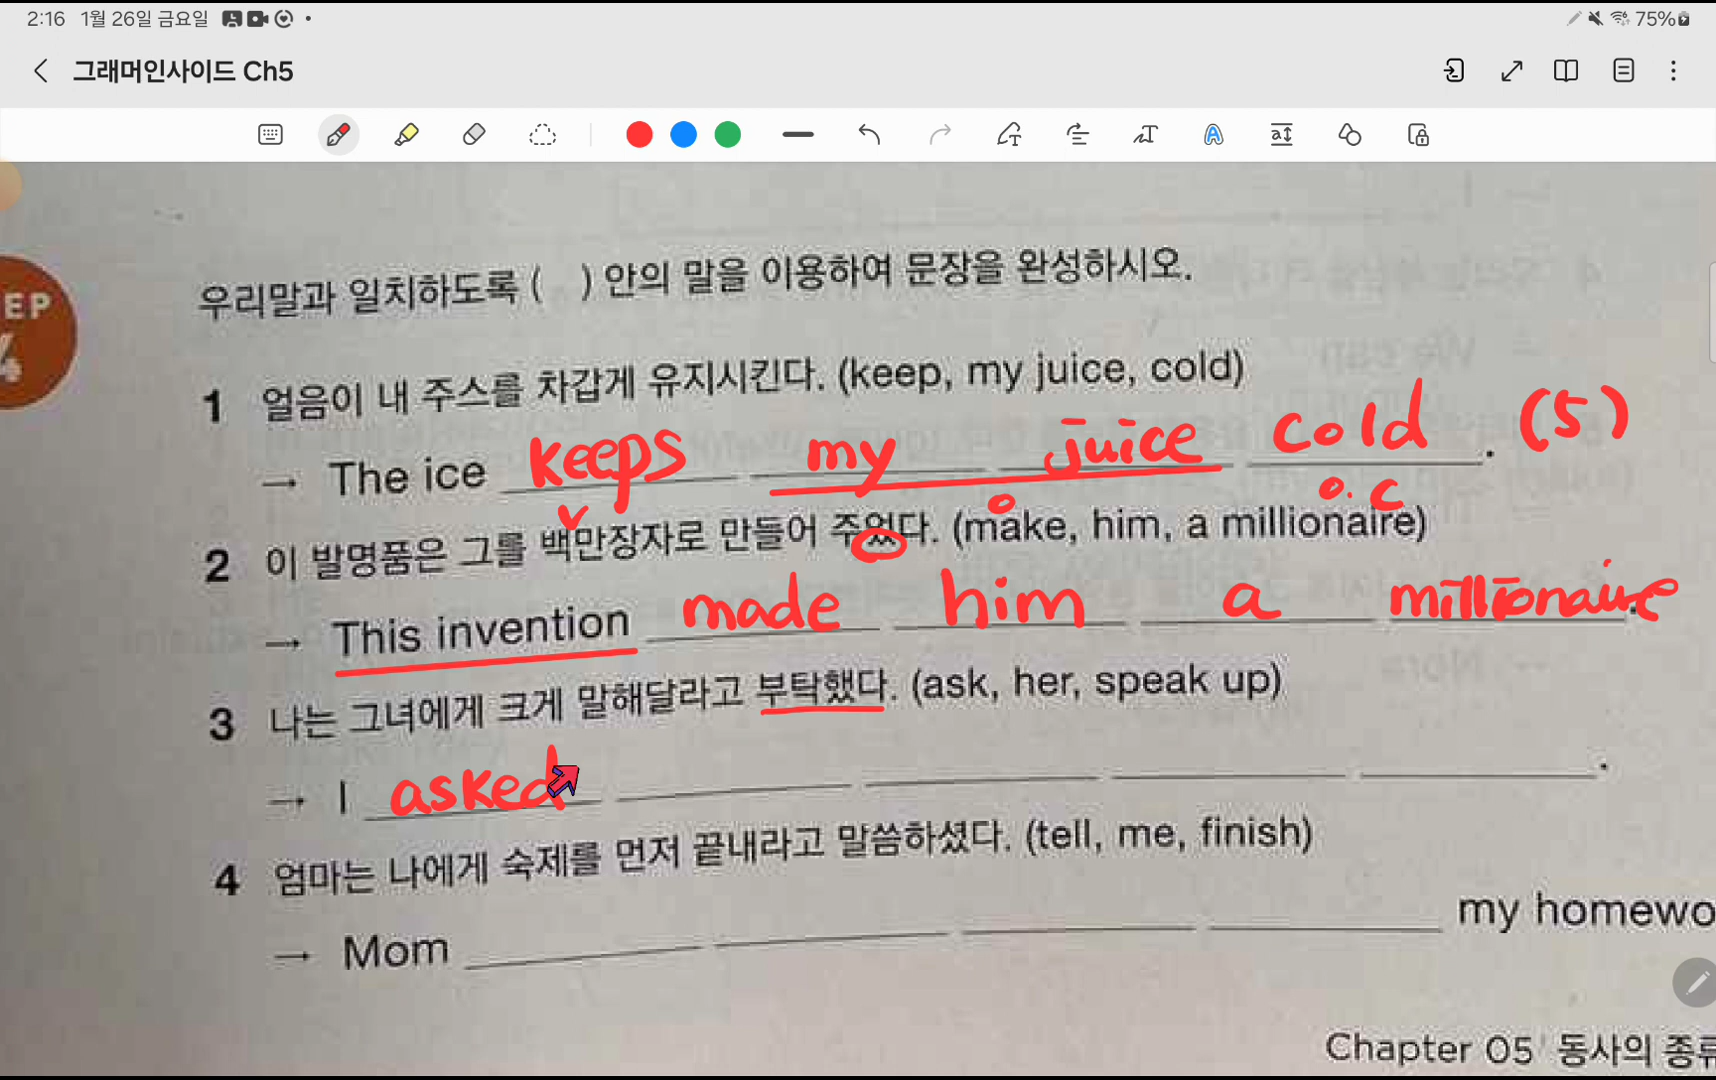 2:16 1월 26일 금요일 75%
그래머인사이드 Ch5
EP
4
우리말과 일치하도록 ( ) 안의 말을 이용하여 문장을 완성하시오.
1 얼음이 내 주스를 차갑게 유지시킨다. (keep, my juice, cold)
→ The ice keeps my juice cold . (5)
v o o.c
2 이 발명품은 그를 백만장자로 만들어 주었다. (make, him, a millionaire)
→ This invention made him a millionaire.
3 나는 그녀에게 크게 말해달라고 부탁했다. (ask, her, speak up)
→ I asked .
4 엄마는 나에게 숙제를 먼저 끝내라고 말씀하셨다. (tell, me, finish)
→ Mom my homewo
Chapter 05 동사의 종류